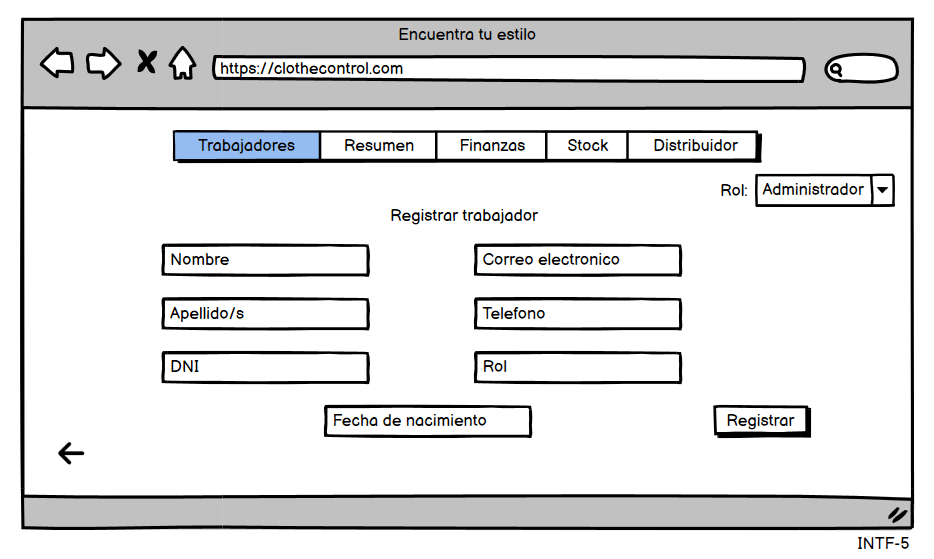 Encuentra tu estilo
https://clothecontrol.com
Trabajadores Resumen Finanzas Stock Distribuidor
Rol: Administrador
Registrar trabajador
Nombre Correo electronico
Apellido/s Telefono
DNI Rol
Fecha de nacimiento Registrar
INTF-5